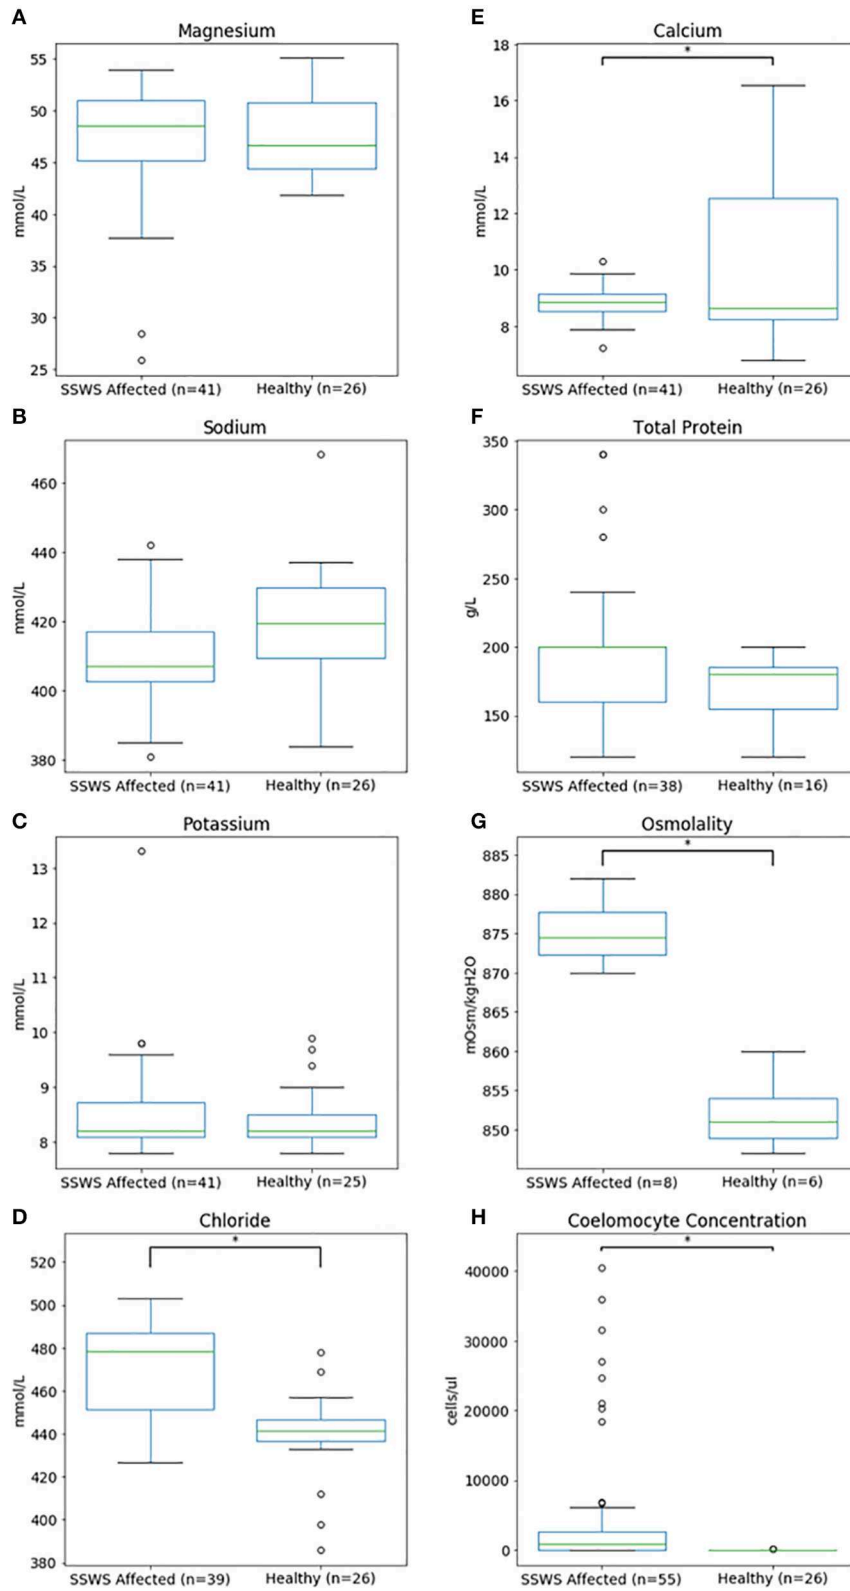 A
Magnesium
55
50
45
40
35
30
25
mmol/L
SSWS Affected (n=41) Healthy (n=26)
B
Sodium
460
440
420
400
380
mmol/L
SSWS Affected (n=41) Healthy (n=26)
C
Potassium
13
12
11
10
9
8
mmol/L
SSWS Affected (n=41) Healthy (n=25)
D
Chloride
*
520
500
480
460
440
420
400
380
mmol/L
SSWS Affected (n=39) Healthy (n=26)
E
Calcium
*
18
16
14
12
10
8
mmol/L
SSWS Affected (n=41) Healthy (n=26)
F
Total Protein
350
300
250
200
150
g/L
SSWS Affected (n=38) Healthy (n=16)
G
Osmolality
*
885
880
875
870
865
860
855
850
mOsm/kgH2O
SSWS Affected (n=8) Healthy (n=6)
H
Coelomocyte Concentration
*
40000
30000
20000
10000
0
cells/ul
SSWS Affected (n=55) Healthy (n=26)